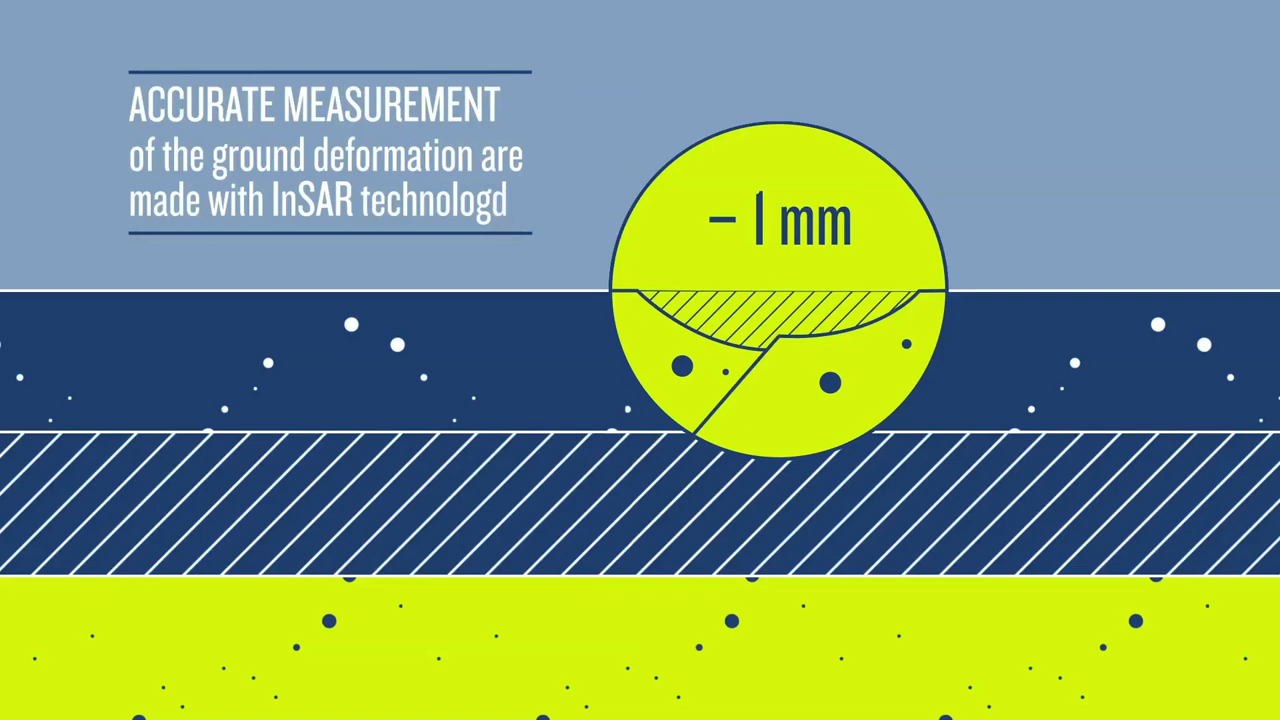 ACCURATE MEASUREMENT
of the ground deformation are
made with InSAR technologd
– 1 mm